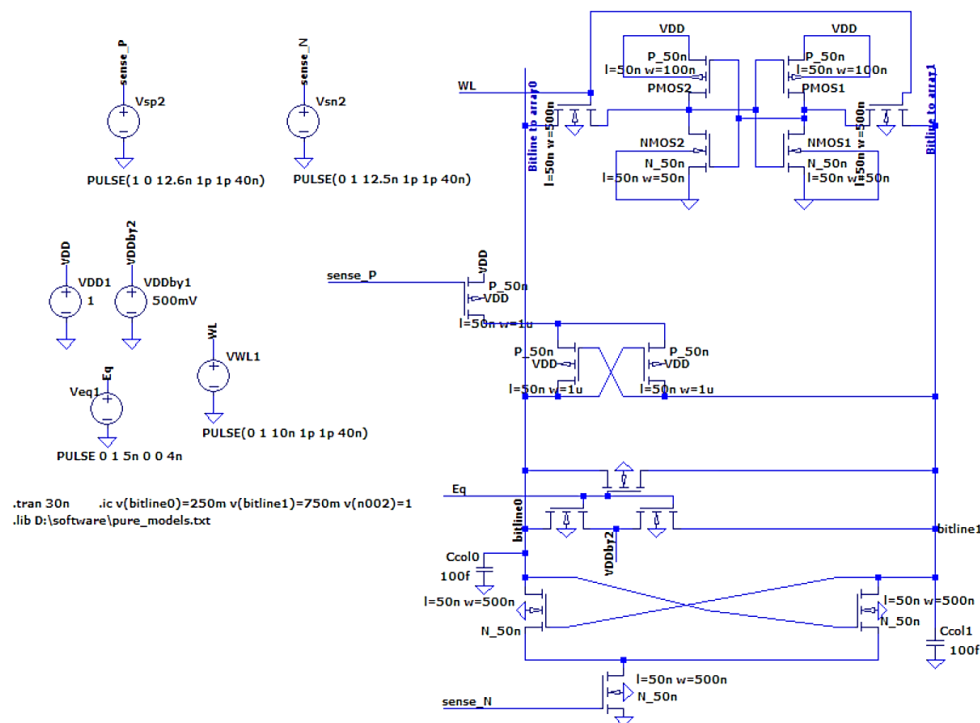 sense_P
Vsp2
PULSE(1 0 12.6n 1p 1p 40n)
sense_N
Vsn2
PULSE(0 1 12.5n 1p 1p 40n)
VDD
VDD1
1
VDDby2
VDDby1
500mV
WL
VWL1
PULSE(0 1 10n 1p 1p 40n)
Eq
Veq1
PULSE 0 1 5n 0 0 4n
.tran 30n
.ic v(bitline0)=250m v(bitline1)=750m v(n002)=1
.lib D:\software\pure_models.txt
WL
Bitline to array0
l=50n w=500n
VDD
P_50n
l=50n w=100n
PMOS2
VDD
P_50n
l=50n w=100n
PMOS1
Bitline to array1
l=50n w=500n
NMOS2
N_50n
l=50n w=50n
NMOS1
N_50n
l=50n w=50n
sense_P
VDD
P_50n
VDD
l=50n w=1u
P_50n
VDD
l=50n w=1u
P_50n
VDD
l=50n w=1u
Eq
bitline0
VDDby2
bitline1
Ccol0
100f
l=50n w=500n
N_50n
l=50n w=500n
N_50n
Ccol1
100f
l=50n w=500n
N_50n
sense_N